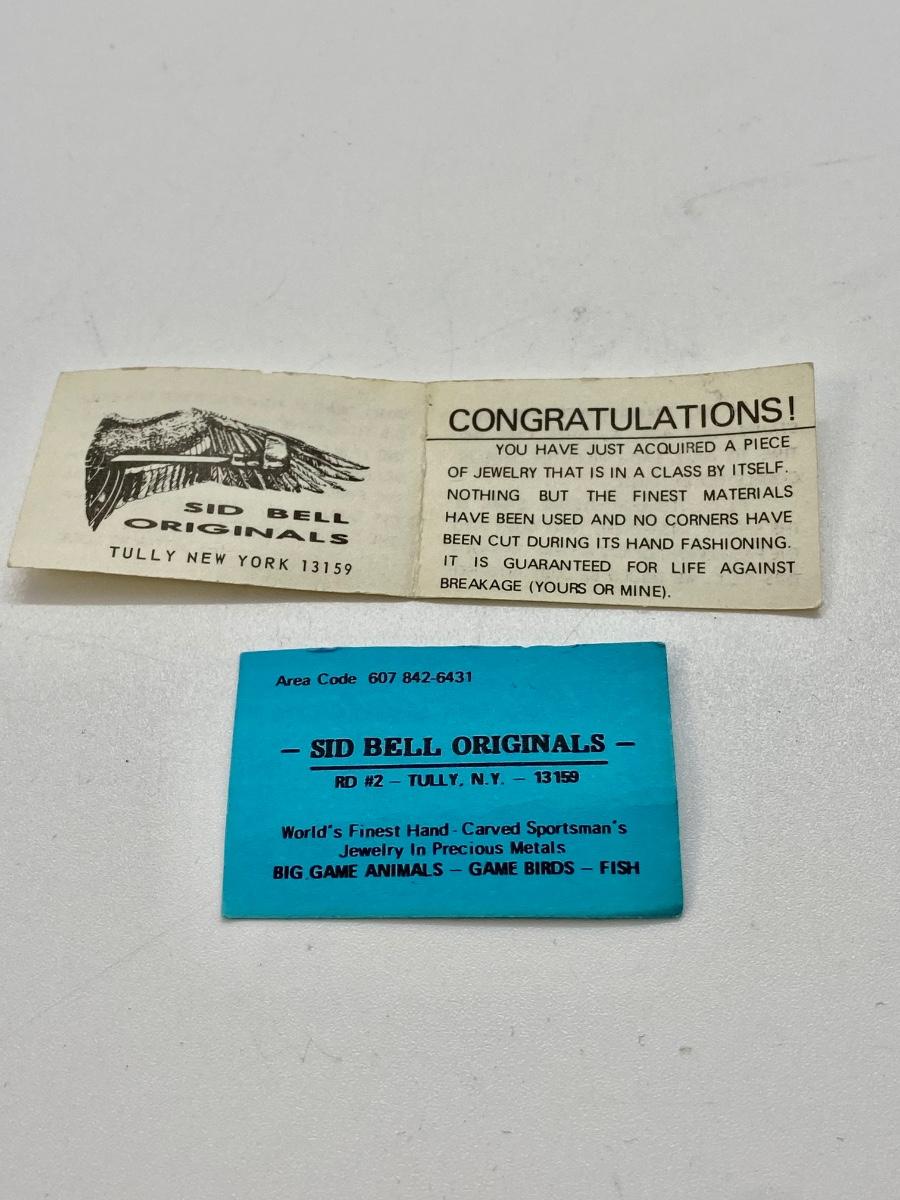 SID BELL
ORIGINALS
TULLY NEW YORK 13159
CONGRATULATIONS!
YOU HAVE JUST ACQUIRED A PIECE
OF JEWELRY THAT IS IN A CLASS BY ITSELF.
NOTHING BUT THE FINEST MATERIALS
HAVE BEEN USED AND NO CORNERS HAVE
BEEN CUT DURING ITS HAND FASHIONING.
IT IS GUARANTEED FOR LIFE AGAINST
BREAKAGE (YOURS OR MINE).
Area Code 607 842-6431
– SID BELL ORIGINALS –
RD #2 – TULLY, N.Y. – 13159
World's Finest Hand - Carved Sportsman's
Jewelry In Precious Metals
BIG GAME ANIMALS – GAME BIRDS – FISH